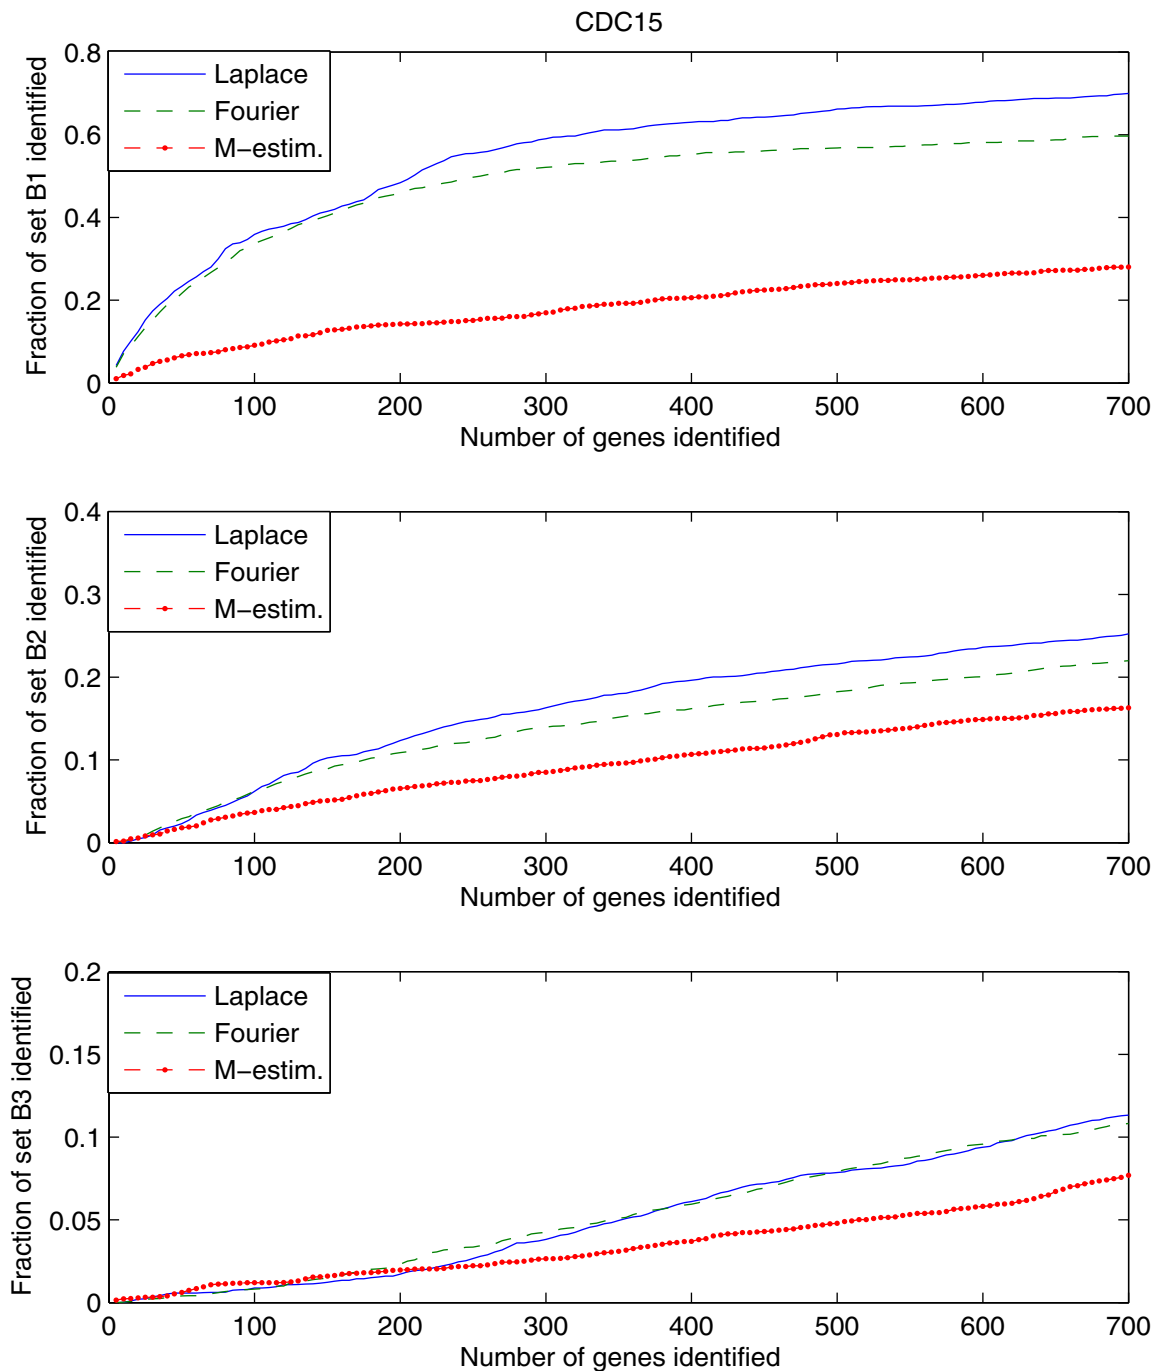 CDC15
Fraction of set B1 identified
0.8
0.6
0.4
0.2
0
Laplace
Fourier
M−estim.
0 100 200 300 400 500 600 700
Number of genes identified
Fraction of set B2 identified
0.4
0.3
0.2
0.1
0
Laplace
Fourier
M−estim.
0 100 200 300 400 500 600 700
Number of genes identified
Fraction of set B3 identified
0.2
0.15
0.1
0.05
0
Laplace
Fourier
M−estim.
0 100 200 300 400 500 600 700
Number of genes identified